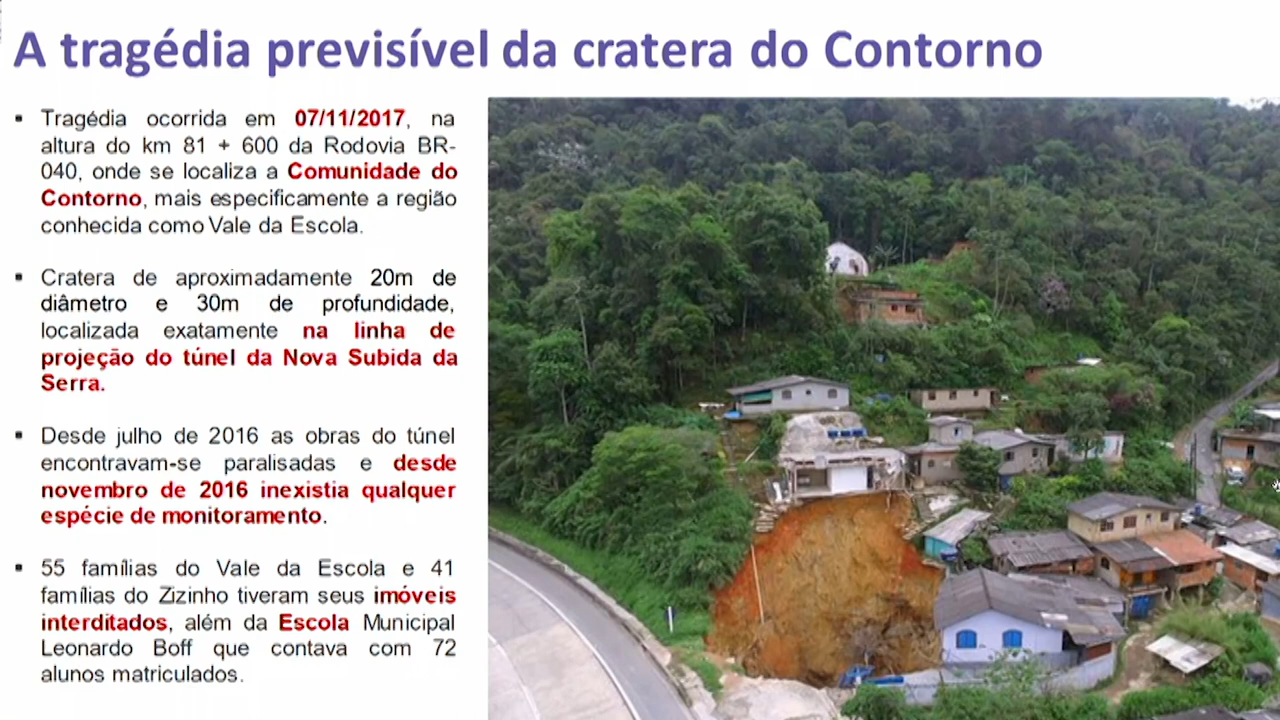 A tragédia previsível da cratera do Contorno
▪ Tragédia ocorrida em 07/11/2017, na
altura do km 81 + 600 da Rodovia BR-
040, onde se localiza a Comunidade do
Contorno, mais especificamente a região
conhecida como Vale da Escola.
▪ Cratera de aproximadamente 20m de
diâmetro e 30m de profundidade,
localizada exatamente na linha de
projeção do túnel da Nova Subida da
Serra.
▪ Desde julho de 2016 as obras do túnel
encontravam-se paralisadas e desde
novembro de 2016 inexistia qualquer
espécie de monitoramento.
▪ 55 famílias do Vale da Escola e 41
famílias do Zizinho tiveram seus imóveis
interditados, além da Escola Municipal
Leonardo Boff que contava com 72
alunos matriculados.